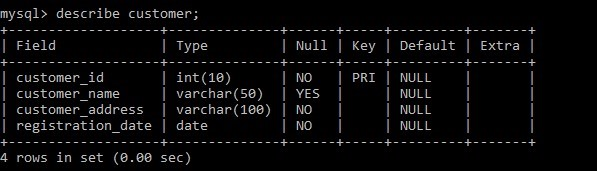 mysql> describe customer;
+-------------------+--------------+------+-----+---------+-------+
| Field             | Type         | Null | Key | Default | Extra |
+-------------------+--------------+------+-----+---------+-------+
| customer_id       | int(10)      | NO   | PRI | NULL    |       |
| customer_name     | varchar(50)  | YES  |     | NULL    |       |
| customer_address  | varchar(100) | NO   |     | NULL    |       |
| registration_date | date         | NO   |     | NULL    |       |
+-------------------+--------------+------+-----+---------+-------+
4 rows in set (0.00 sec)